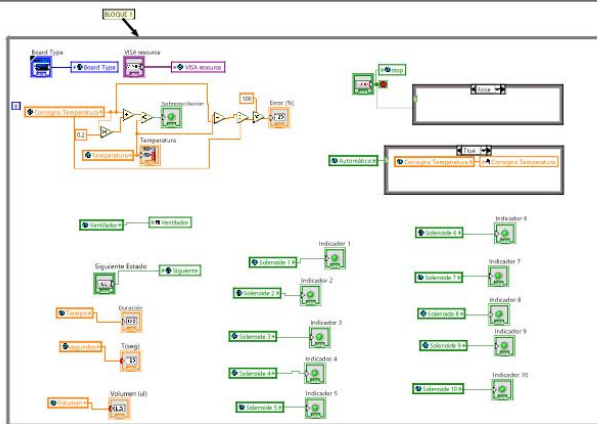 BLOQUE 1
Board Type
Board Type
VISA resource
VISA resource
stop
False
Consigna Temperatura
Sobreoscilación
100
Error (%)
0,2
Temperatura
Temperatura
Automático
True
Consigna Temperatura
Consigna Temperatura
Ventilador
Ventilador
Siguiente Estado
Siguiente
Tiempo
Duración
Segundos
T(seg)
Volumen
Volumen (ul)
Indicador 1
Solenoide 1
Indicador 2
Solenoide 2
Indicador 3
Solenoide 3
Indicador 4
Solenoide 4
Indicador 5
Solenoide 5
Indicador 6
Solenoide 6
Indicador 7
Solenoide 7
Indicador 8
Solenoide 8
Indicador 9
Solenoide 9
Indicador 10
Solenoide 10